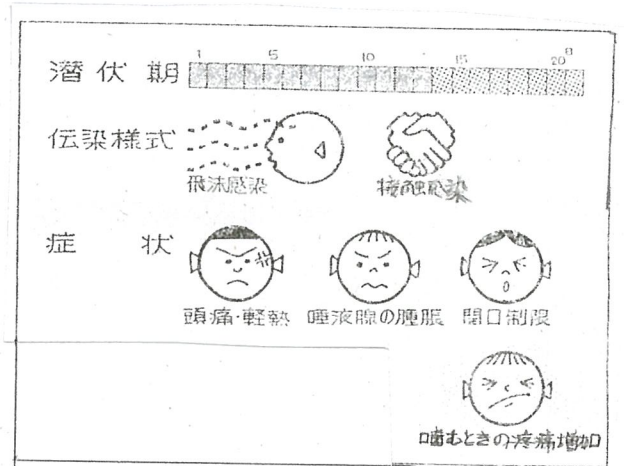 1 5 10 15 20日
潜伏期
伝染様式
飛沫感染 接触感染
症状
頭痛・軽熱 唾液腺の腫脹 開口制限
噛むときの疼痛増加